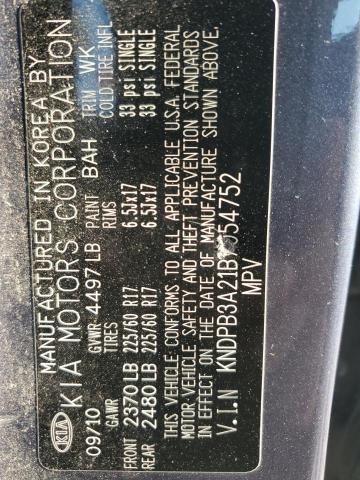 MANUFACTURED IN KOREA BY
KIA MOTORS CORPORATION
KIA
09/10 GVWR 4497 LB PAINT BAH TRIM WK
GAWR TIRES RIMS COLD TIRE INFL
FRONT 2370 LB 225/60 R17 6.5JX17 33 psi SINGLE
REAR 2480 LB 225/60 R17 6.5JX17 33 psi SINGLE
THIS VEHICLE CONFORMS TO ALL APPLICABLE U.S.A. FEDERAL
MOTOR VEHICLE SAFETY AND THEFT PREVENTION STANDARDS
IN EFFECT ON THE DATE OF MANUFACTURE SHOWN ABOVE.
V.I.N
MPV